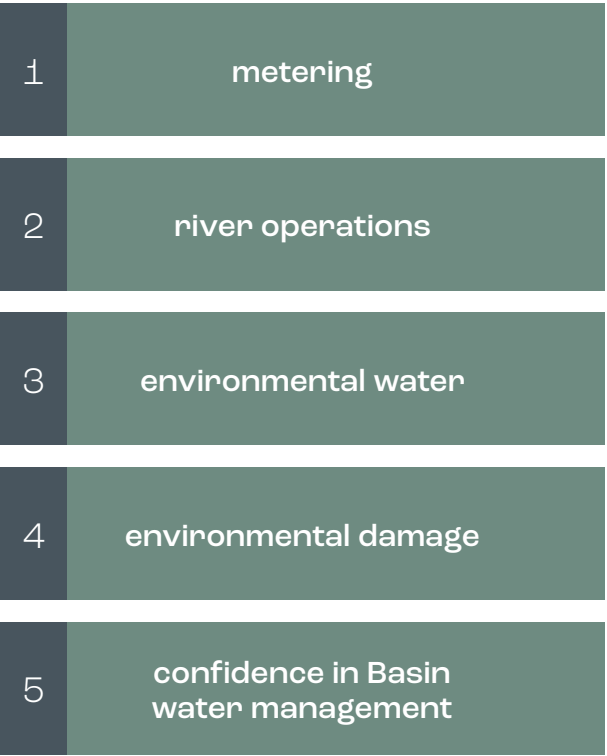 1
metering
2
river operations
3
environmental water
4
environmental damage
5
confidence in Basin
water management